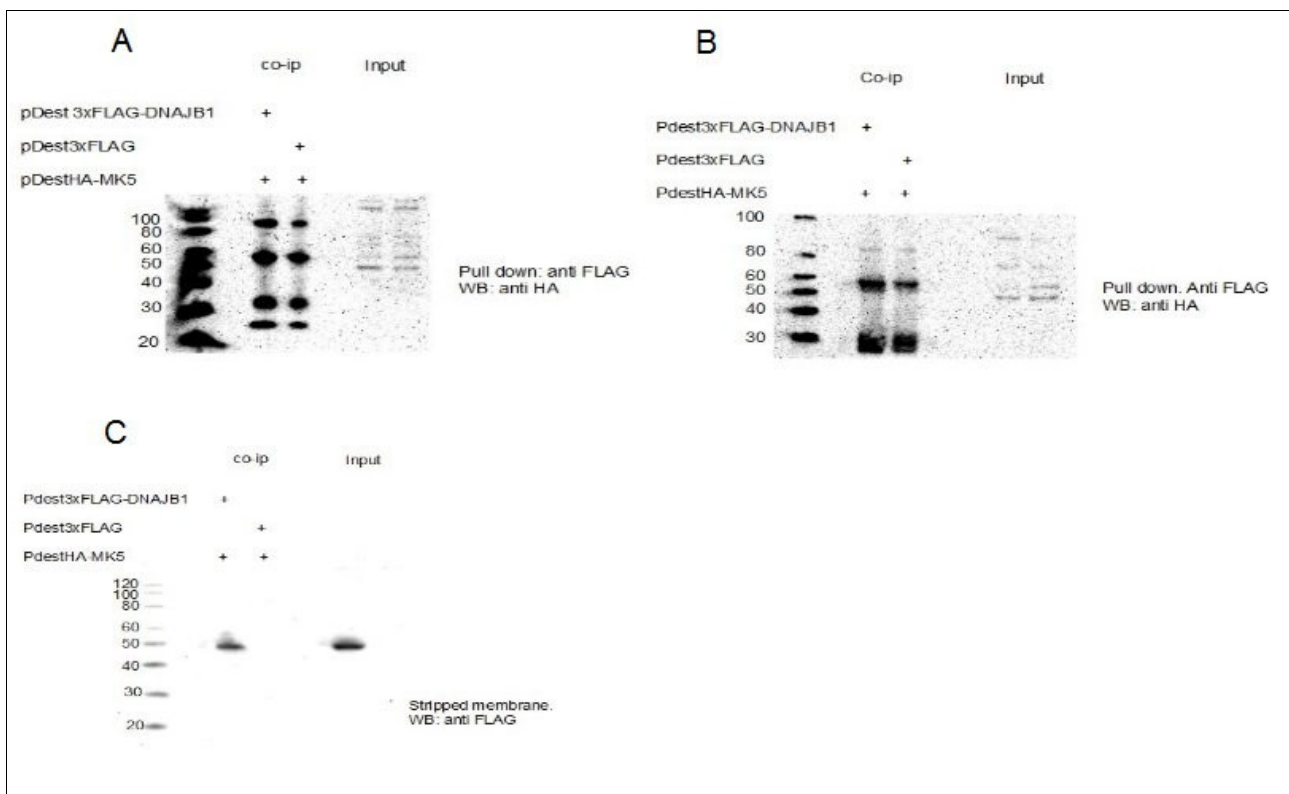 A
co-ip Input
pDest 3xFLAG-DNAJB1 +
pDest3xFLAG +
pDestHA-MK5 + +
100
80
60
50
40
30
20
Pull down: anti FLAG
WB: anti HA
B
Co-ip Input
Pdest3xFLAG-DNAJB1 +
Pdest3xFLAG +
PdestHA-MK5 + +
100
80
60
50
40
30
Pull down. Anti FLAG
WB: anti HA
C
co-ip Input
Pdest3xFLAG-DNAJB1 +
Pdest3xFLAG +
PdestHA-MK5 + +
120
100
80
60
50
40
30
20
Stripped membrane.
WB: anti FLAG